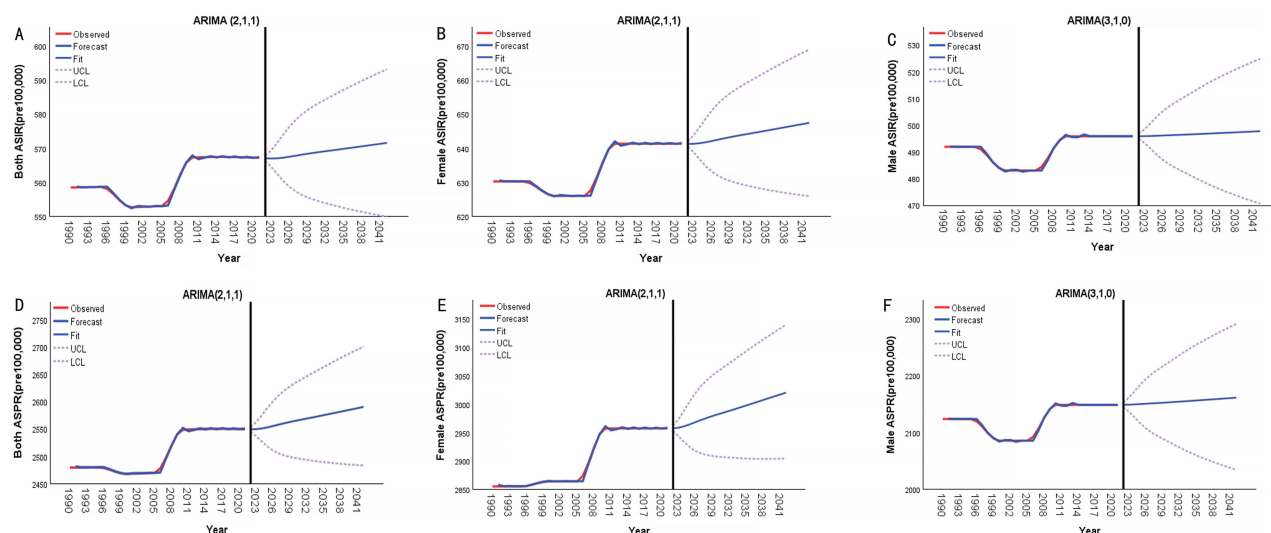 A
ARIMA (2,1,1)
Observed
Forecast
Fit
UCL
LCL
Both ASIR(pre100,000)
600
590
580
570
560
550
1990
1993
1996
1999
2002
2005
2008
2011
2014
2017
2020
2023
2026
2029
2032
2035
2038
2041
Year
B
ARIMA(2,1,1)
Observed
Forecast
Fit
UCL
LCL
Female ASIR(pre100,000)
670
660
650
640
630
620
1990
1993
1996
1999
2002
2005
2008
2011
2014
2017
2020
2023
2026
2029
2032
2035
2038
2041
Year
C
ARIMA(3,1,0)
Observed
Forecast
Fit
UCL
LCL
Male ASIR(pre100,000)
530
520
510
500
490
480
470
1990
1993
1996
1999
2002
2005
2008
2011
2014
2017
2020
2023
2026
2029
2032
2035
2038
2041
Year
D
ARIMA(2,1,1)
Observed
Forecast
Fit
UCL
LCL
Both ASPR(pre100,000)
2750
2700
2650
2600
2550
2500
2450
1990
1993
1996
1999
2002
2005
2008
2011
2014
2017
2020
2023
2026
2029
2032
2035
2038
2041
Year
E
ARIMA(2,1,1)
Observed
Forecast
Fit
UCL
LCL
Female ASPR(pre100,000)
3150
3100
3050
3000
2950
2900
2850
1990
1993
1996
1999
2002
2005
2008
2011
2014
2017
2020
2023
2026
2029
2032
2035
2038
2041
Year
F
ARIMA(3,1,0)
Observed
Forecast
Fit
UCL
LCL
Male ASPR(pre100,000)
2300
2200
2100
2000
1990
1993
1996
1999
2002
2005
2008
2011
2014
2017
2020
2023
2026
2029
2032
2035
2038
2041
Year